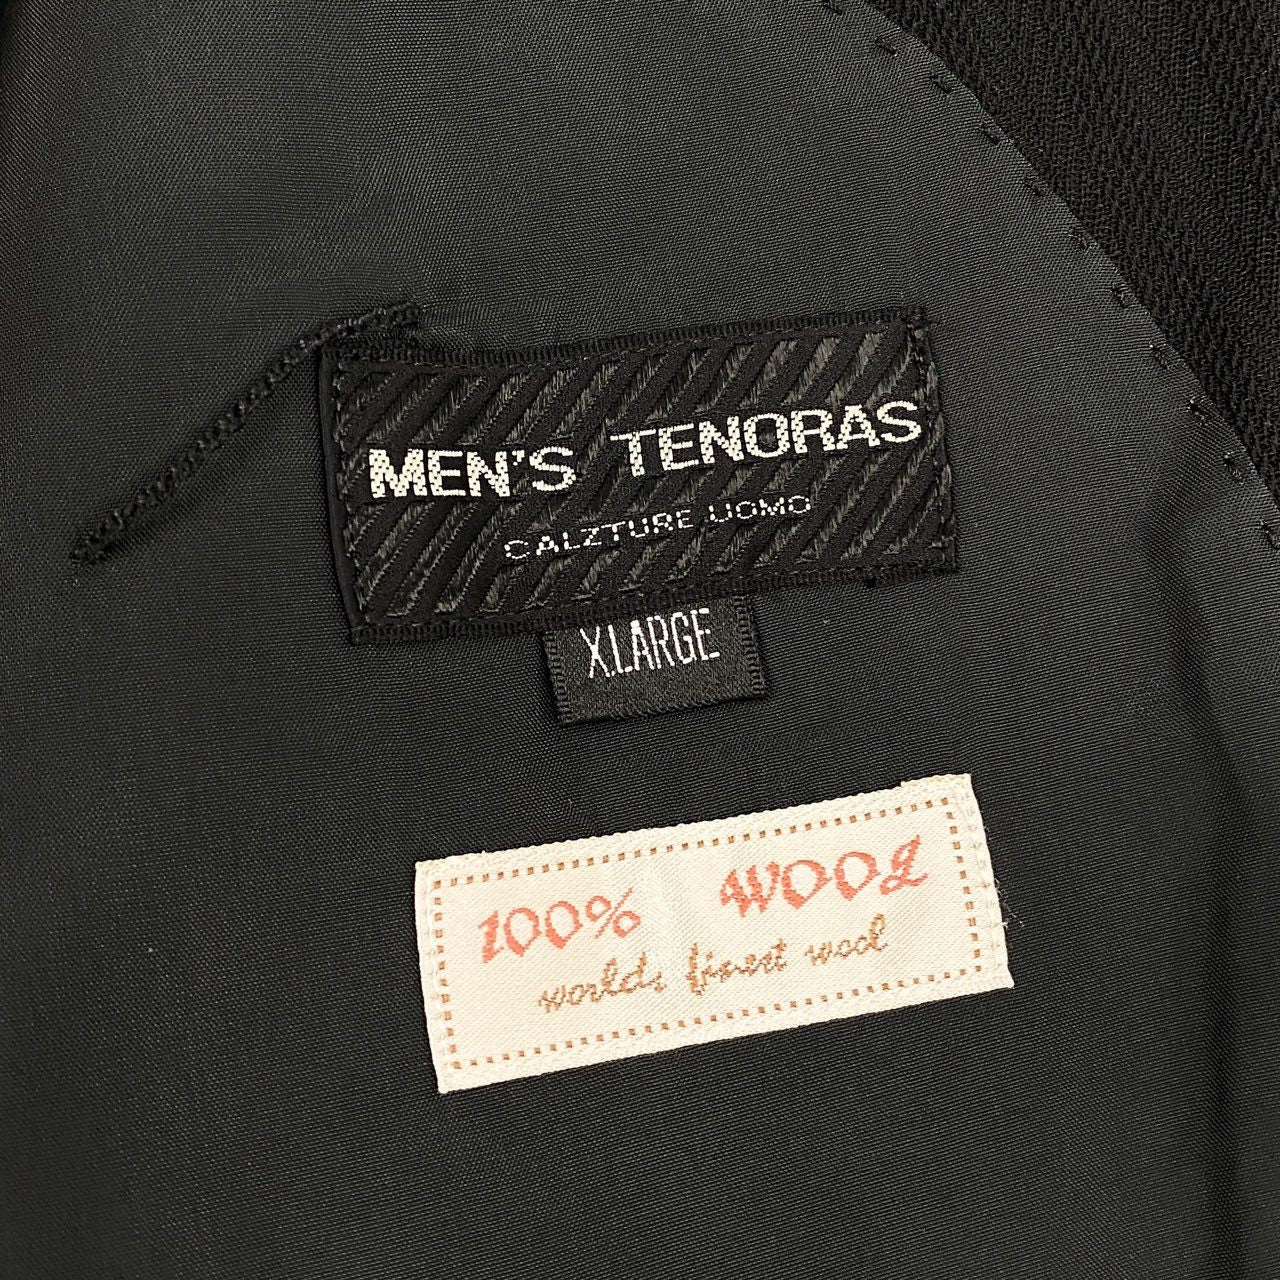 MEN'S TENORAS
CALZTURE UOMO
X.LARGE
100% WOOL
worlds finest wool